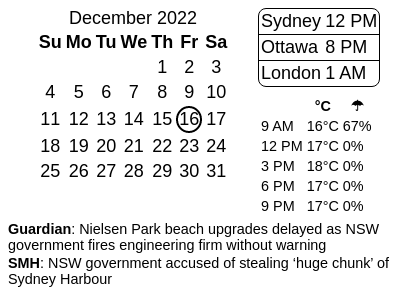 December 2022
Su Mo Tu We Th Fr Sa
1 2 3
4 5 6 7 8 9 10
11 12 13 14 15 16 17
18 19 20 21 22 23 24
25 26 27 28 29 30 31
Sydney 12 PM
Ottawa 8 PM
London 1 AM
°C ☂
9 AM 16°C 67%
12 PM 17°C 0%
3 PM 18°C 0%
6 PM 17°C 0%
9 PM 17°C 0%
Guardian: Nielsen Park beach upgrades delayed as NSW
government fires engineering firm without warning
SMH: NSW government accused of stealing ‘huge chunk’ of
Sydney Harbour